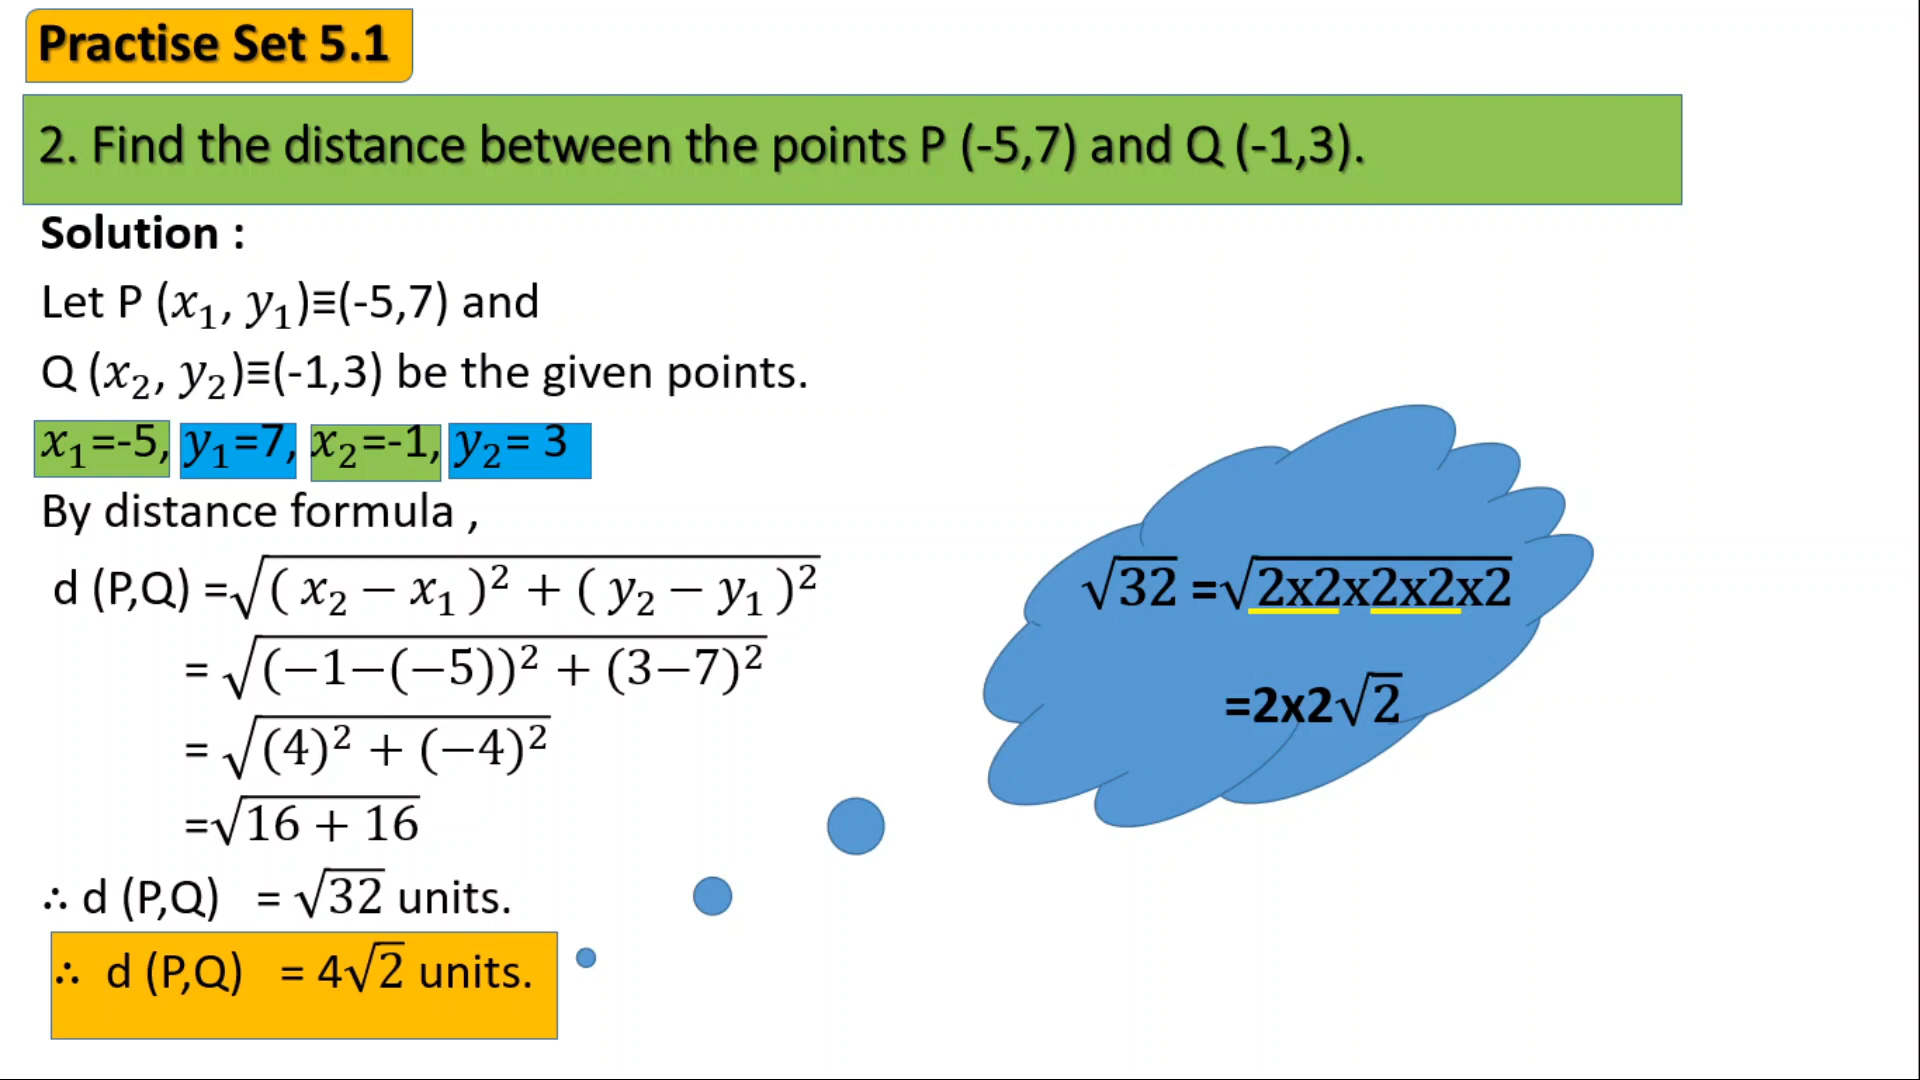 Practise Set 5.1
2. Find the distance between the points P (-5,7) and Q (-1,3).
Solution :
Let P (x₁, y₁)≡(-5,7) and
Q (x₂, y₂)≡(-1,3) be the given points.
x₁=-5, y₁=7, x₂=-1, y₂= 3
By distance formula ,
d (P,Q) =√( x₂ − x₁ )² + ( y₂ − y₁ )²
= √(−1−(−5))² + (3−7)²
= √(4)² + (−4)²
=√16 + 16
∴ d (P,Q) = √32 units.
∴ d (P,Q) = 4√2 units.
√32 =√2x2x2x2x2
=2x2√2